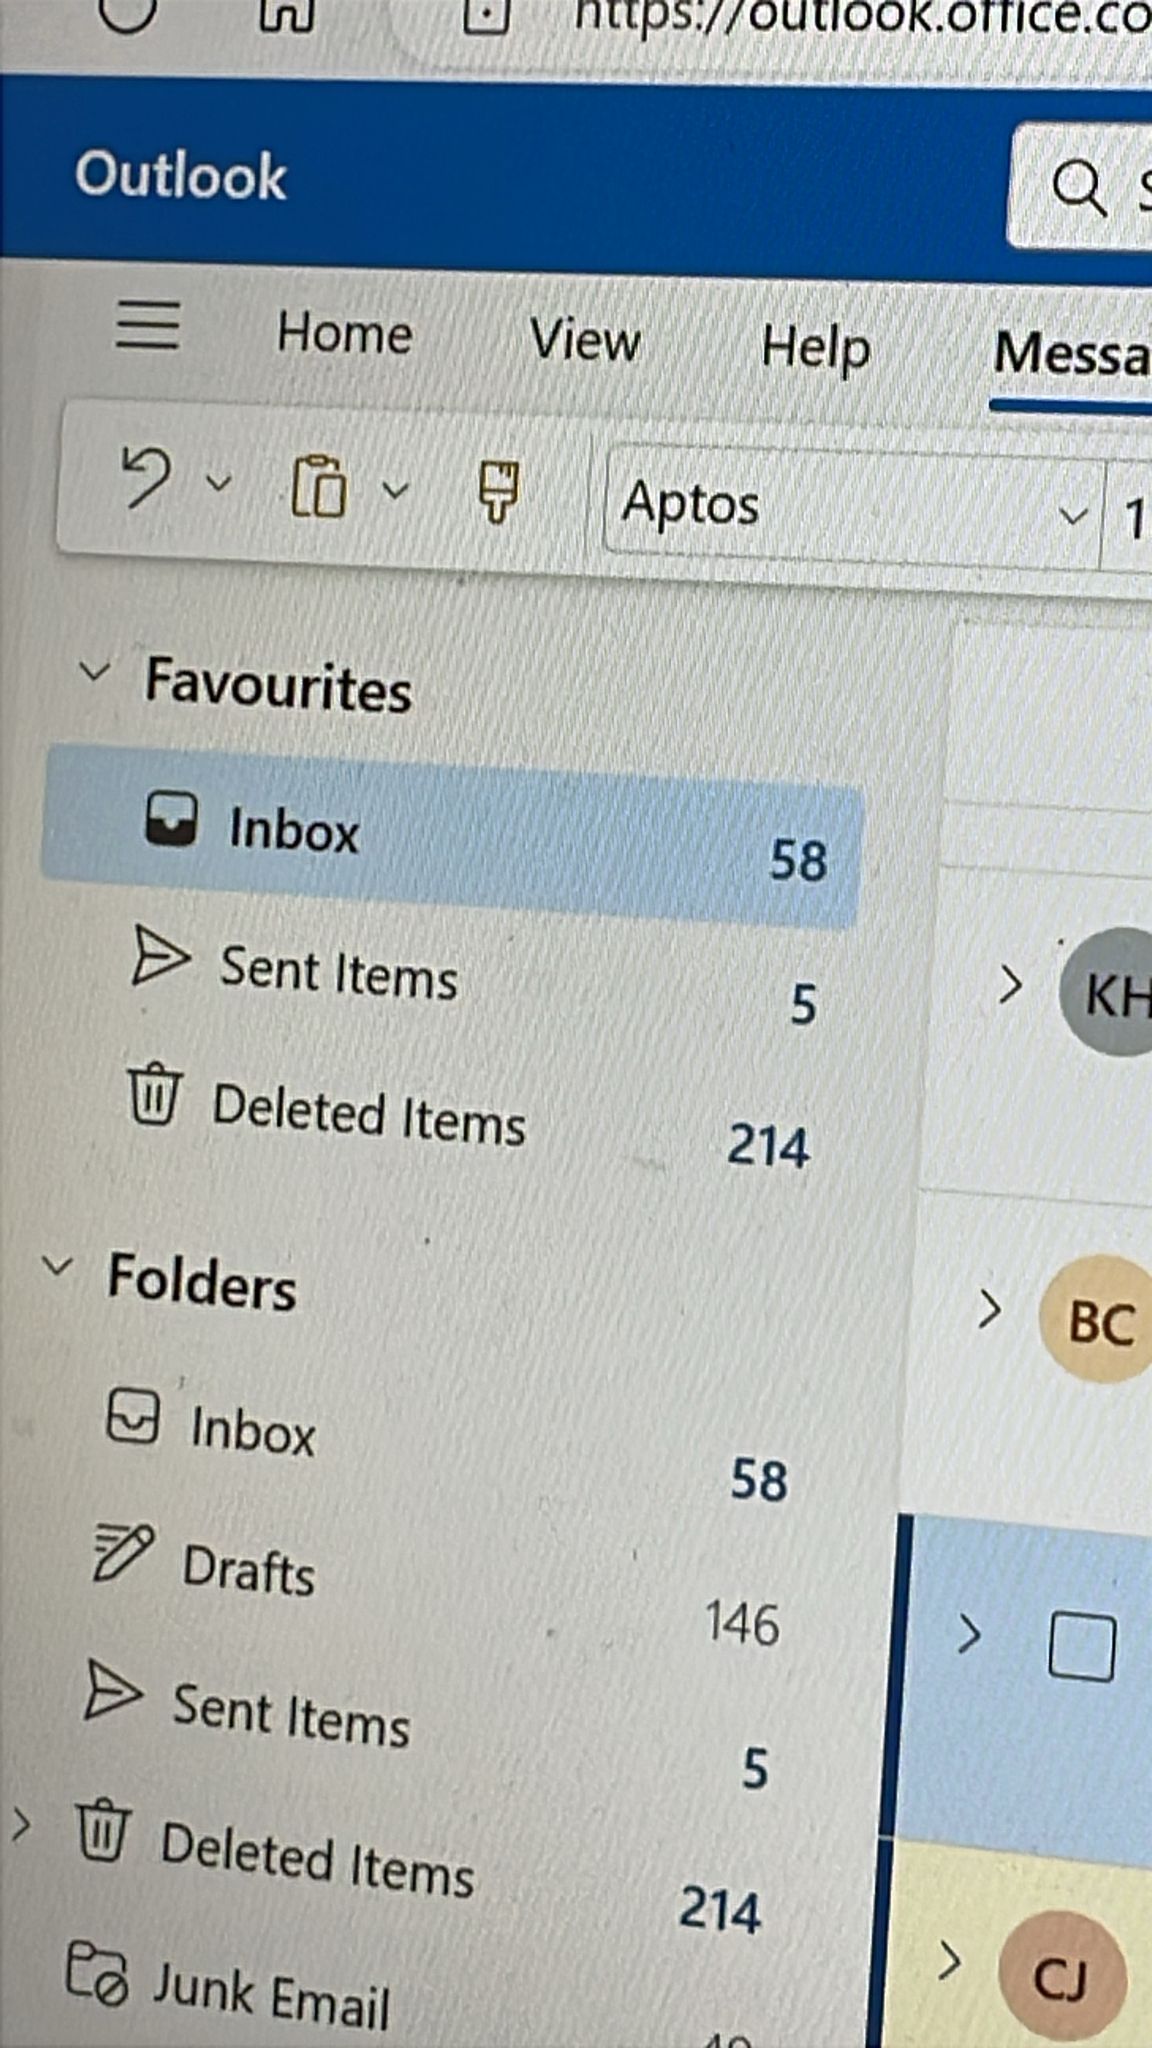 https://outlook.office.co
Outlook
Home View Help Messa
Aptos 1
Favourites
Inbox 58
Sent Items 5
Deleted Items 214
KH
Folders
BC
Inbox 58
Drafts 146
Sent Items 5
Deleted Items 214
CJ
Junk Email